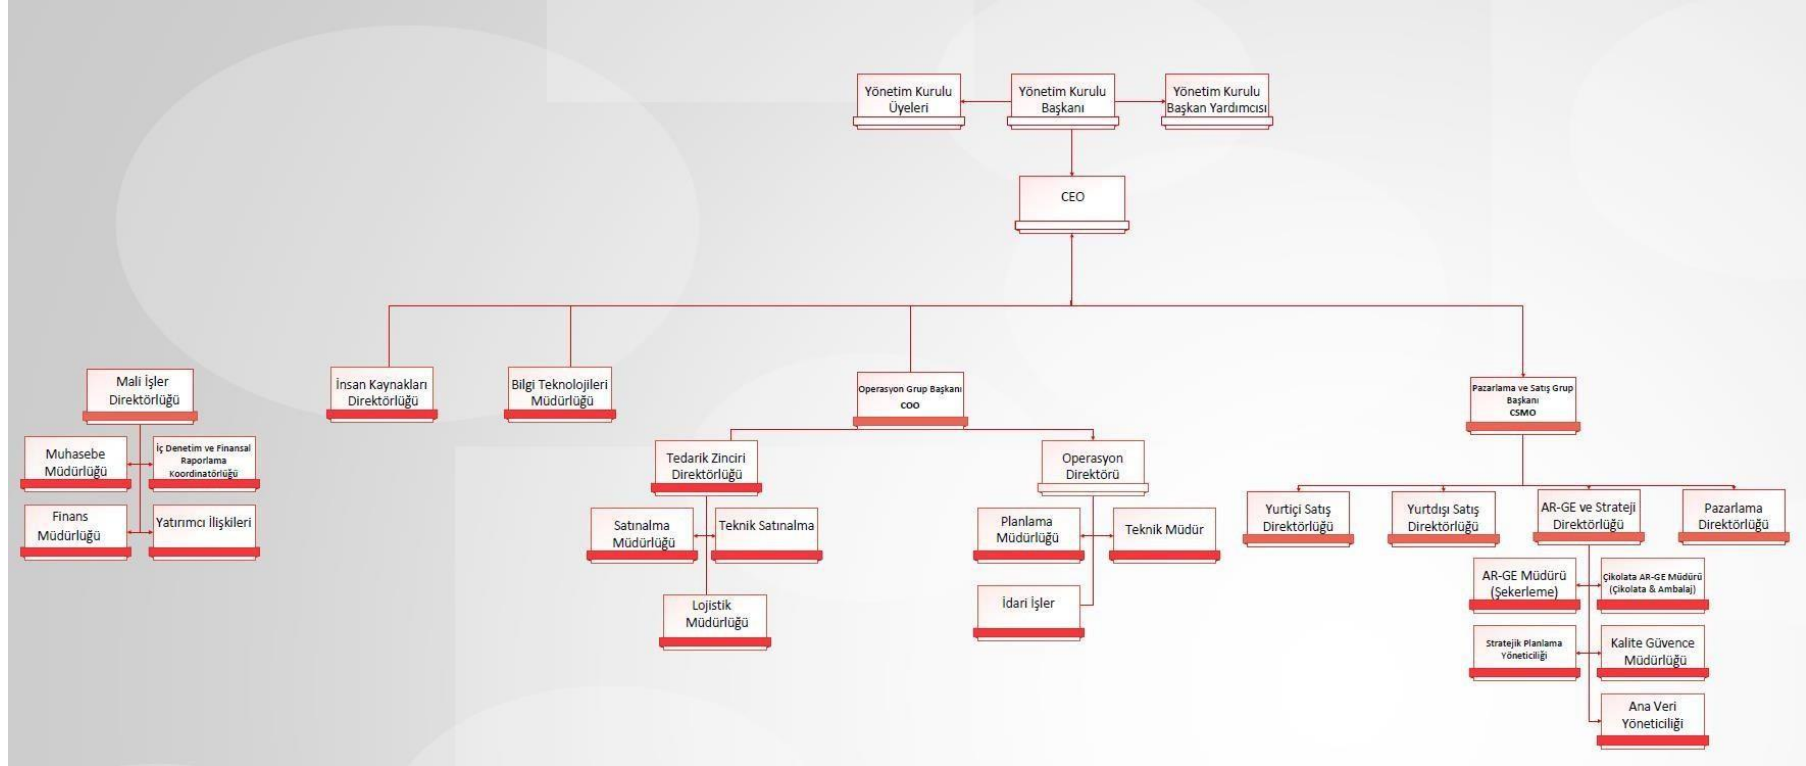 Yönetim Kurulu
Üyeleri
Yönetim Kurulu
Başkanı
Yönetim Kurulu
Başkan Yardımcısı
CEO
Mali İşler
Direktörlüğü
İnsan Kaynakları
Direktörlüğü
Bilgi Teknolojileri
Müdürlüğü
Operasyon Grup Başkanı
COO
Pazarlama ve Satış Grup
Başkanı
CSMO
Muhasebe
Müdürlüğü
İç Denetim ve Finansal
Raporlama
Koordinatörlüğü
Finans
Müdürlüğü
Yatırımcı İlişkileri
Tedarik Zinciri
Direktörlüğü
Operasyon
Direktörü
Satınalma
Müdürlüğü
Teknik Satınalma
Lojistik
Müdürlüğü
Planlama
Müdürlüğü
Teknik Müdür
İdari İşler
Yurtiçi Satış
Direktörlüğü
Yurtdışı Satış
Direktörlüğü
AR-GE ve Strateji
Direktörlüğü
Pazarlama
Direktörlüğü
AR-GE Müdürü
(Şekerleme)
Çikolata AR-GE Müdürü
(Çikolata & Ambalaj)
Stratejik Planlama
Yöneticiliği
Kalite Güvence
Müdürlüğü
Ana Veri
Yöneticiliği